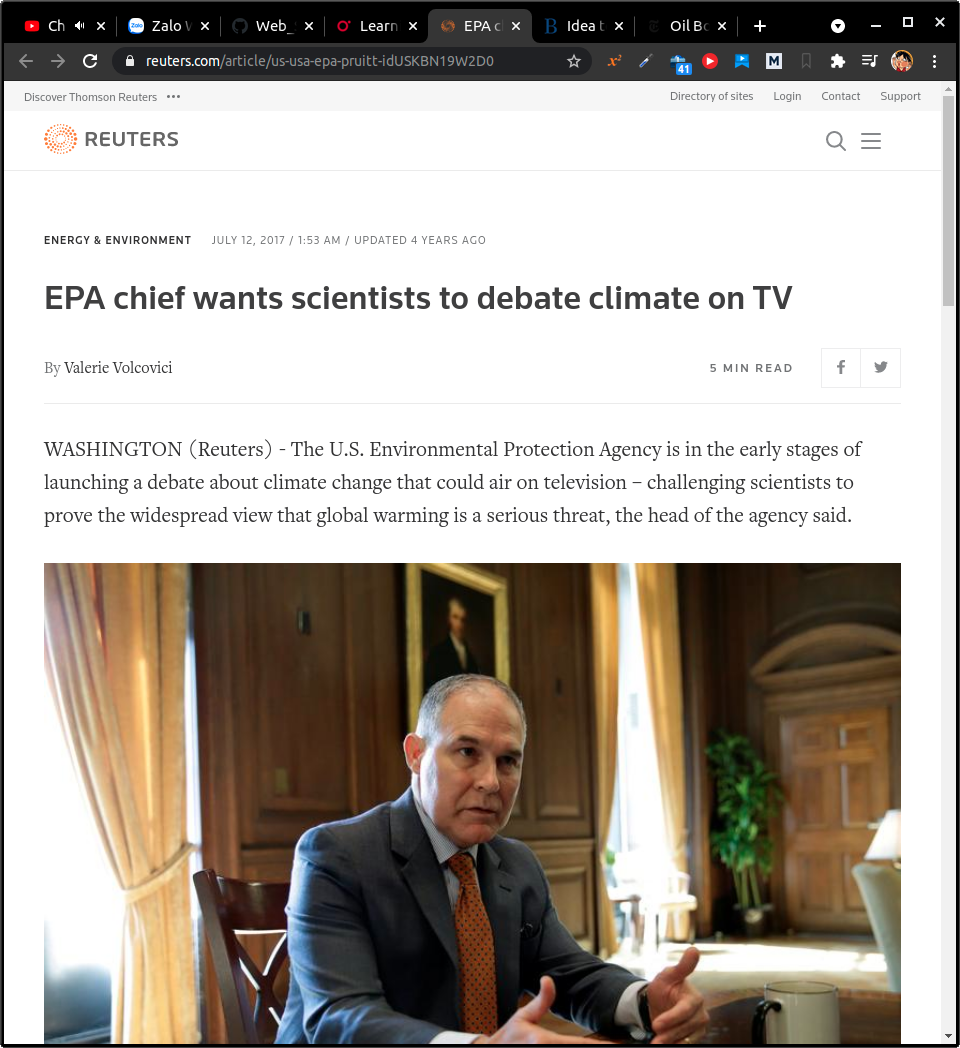 Ch
Zalo W
Web_
Learn
EPA c
Idea t
Oil Bo
reuters.com/article/us-usa-epa-pruitt-idUSKBN19W2D0
x²
41
M
Discover Thomson Reuters •••
Directory of sites Login Contact Support
REUTERS
ENERGY & ENVIRONMENT JULY 12, 2017 / 1:53 AM / UPDATED 4 YEARS AGO
EPA chief wants scientists to debate climate on TV
By Valerie Volcovici
5 MIN READ
WASHINGTON (Reuters) - The U.S. Environmental Protection Agency is in the early stages of
launching a debate about climate change that could air on television – challenging scientists to
prove the widespread view that global warming is a serious threat, the head of the agency said.